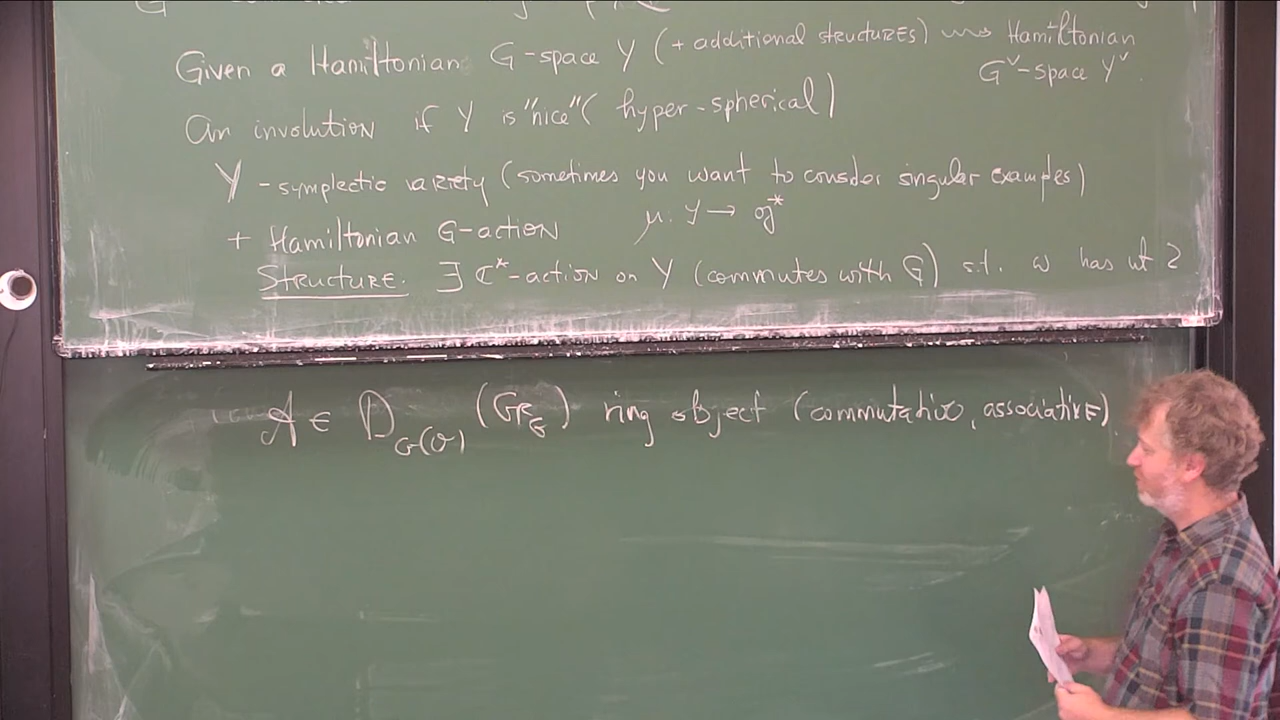 Given a Hamiltonian G-space Y (+ additional structures) ⇝ Hamiltonian
G^∨-space Y^∨.
An involution if Y is "nice" (hyper-spherical)
Y - symplectic variety (sometimes you want to consider singular examples)
+ Hamiltonian G-action μ: Y → 𝔤*
Structure. ∃ ℂ*-action on Y (commutes with G) s.t. ω has wt 2
𝒜 ∈ D_{G(O)} (Gr_G) ring object (commutative, associative)